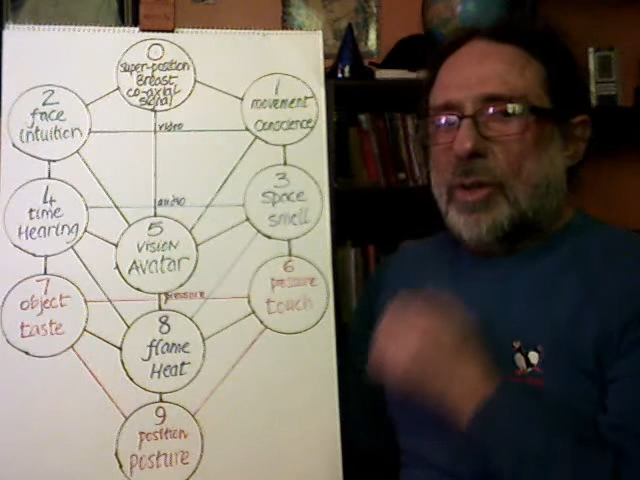 0
super-position
Breast
co-axial
signal
1
movement
Conscience
2
face
intuition
video
3
space
smell
4
time
Hearing
audio
5
vision
AVATAR
6
pressure
touch
7
object
taste
pressure
8
flame
Heat
9
position
posture